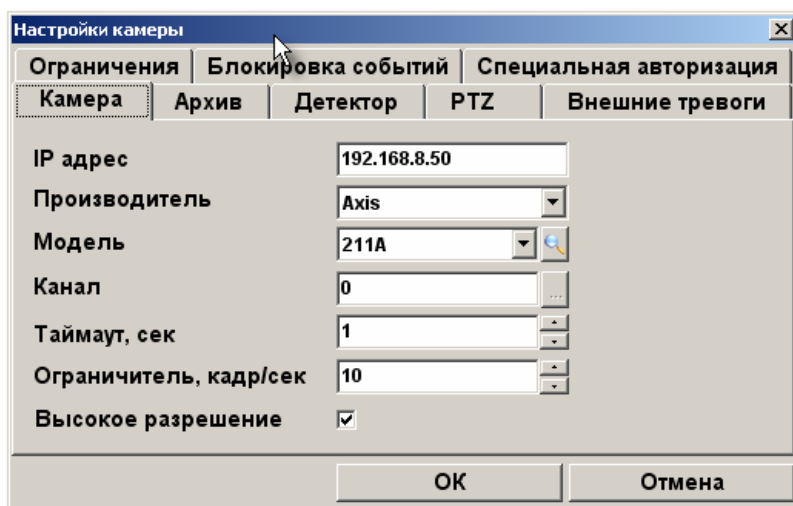 Настройки камеры
Ограничения Блокировка событий Специальная авторизация
Камера Архив Детектор PTZ Внешние тревоги
IP адрес 192.168.8.50
Производитель Axis
Модель 211A
Канал 0 ...
Таймаут, сек 1
Ограничитель, кадр/сек 10
Высокое разрешение
ОК Отмена